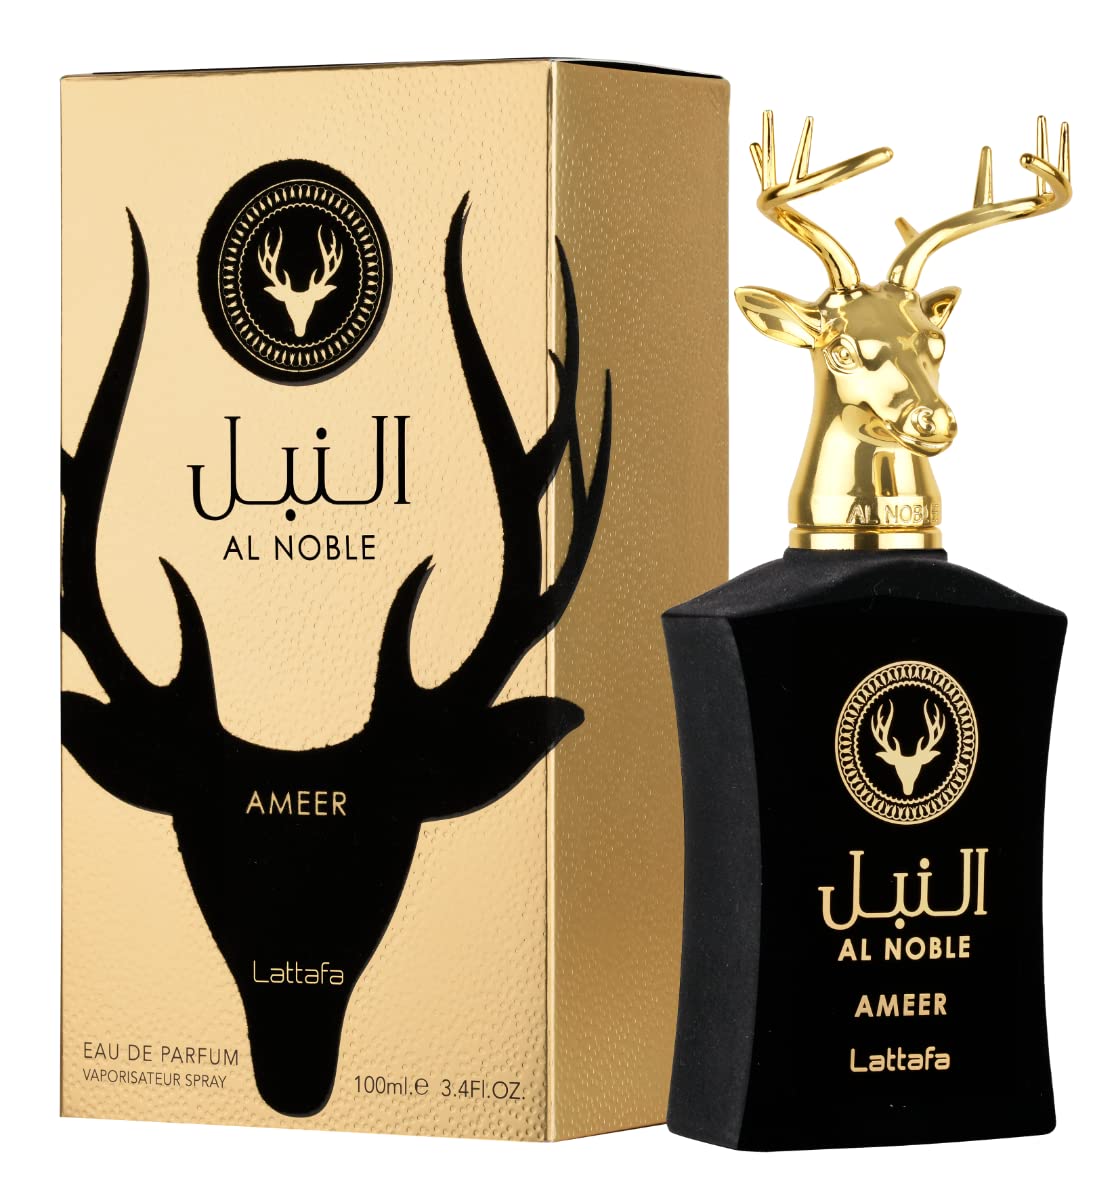 النبل
AL NOBLE
AMEER
Lattafa
EAU DE PARFUM
VAPORISATEUR SPRAY
100ml.e 3.4Fl.OZ.
AL NOBLE
النبل
AL NOBLE
AMEER
Lattafa